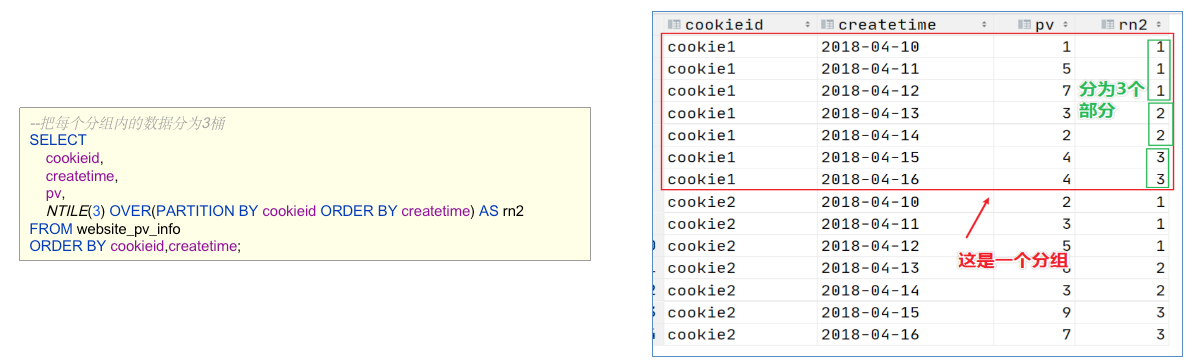 --把每个分组内的数据分为3桶
SELECT
cookieid,
createtime,
pv,
NTILE(3) OVER(PARTITION BY cookieid ORDER BY createtime) AS rn2
FROM website_pv_info
ORDER BY cookieid,createtime;
cookieid createtime pv rn2
cookie1 2018-04-10 1 1
cookie1 2018-04-11 5 1
cookie1 2018-04-12 7 1
分为3个
部分
cookie1 2018-04-13 3 2
cookie1 2018-04-14 2 2
cookie1 2018-04-15 4 3
cookie1 2018-04-16 4 3
cookie2 2018-04-10 2 1
cookie2 2018-04-11 3 1
cookie2 2018-04-12 5 1
这是一个分组
cookie2 2018-04-13 2
cookie2 2018-04-14 3 2
cookie2 2018-04-15 9 3
cookie2 2018-04-16 7 3